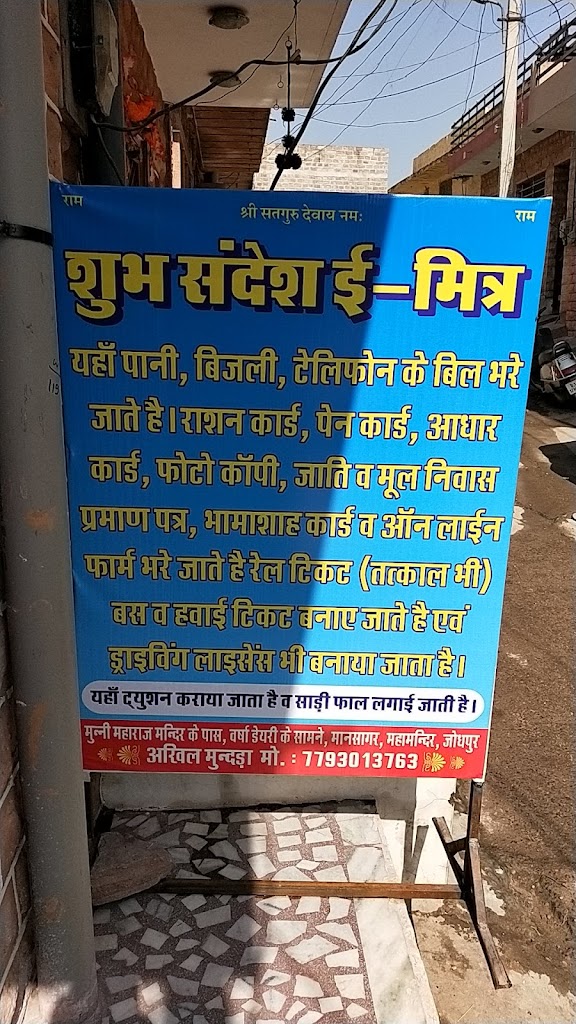 राम राम
श्री सतगुरु देवाय नमः
शुभ संदेश ई-मित्र
यहाँ पानी, बिजली, टेलिफोन के बिल भरे
जाते है। राशन कार्ड, पेन कार्ड, आधार
कार्ड, फोटो कॉपी, जाति व मूल निवास
प्रमाण पत्र, भामाशाह कार्ड व ऑन लाईन
फार्म भरे जाते है रेल टिकट (तत्काल भी)
बस व हवाई टिकट बनाए जाते है एवं
ड्राइविंग लाइसेंस भी बनाया जाता है।
यहाँ ट्युशन कराया जाता है व साड़ी फाल लगाई जाती है।
मुन्नी महाराज मन्दिर के पास, वर्षा डेयरी के सामने, मानसागर, महामन्दिर, जोधपुर
अखिल मुन्दड़ा मो. : 7793013763